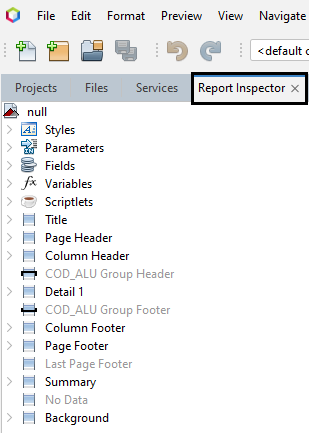 File Edit Format Preview View Navigate
<default c
Projects Files Services Report Inspector
null
Styles
Parameters
Fields
Variables
Scriptlets
Title
Page Header
Column Header
COD_ALU Group Header
Detail 1
COD_ALU Group Footer
Column Footer
Page Footer
Last Page Footer
Summary
No Data
Background